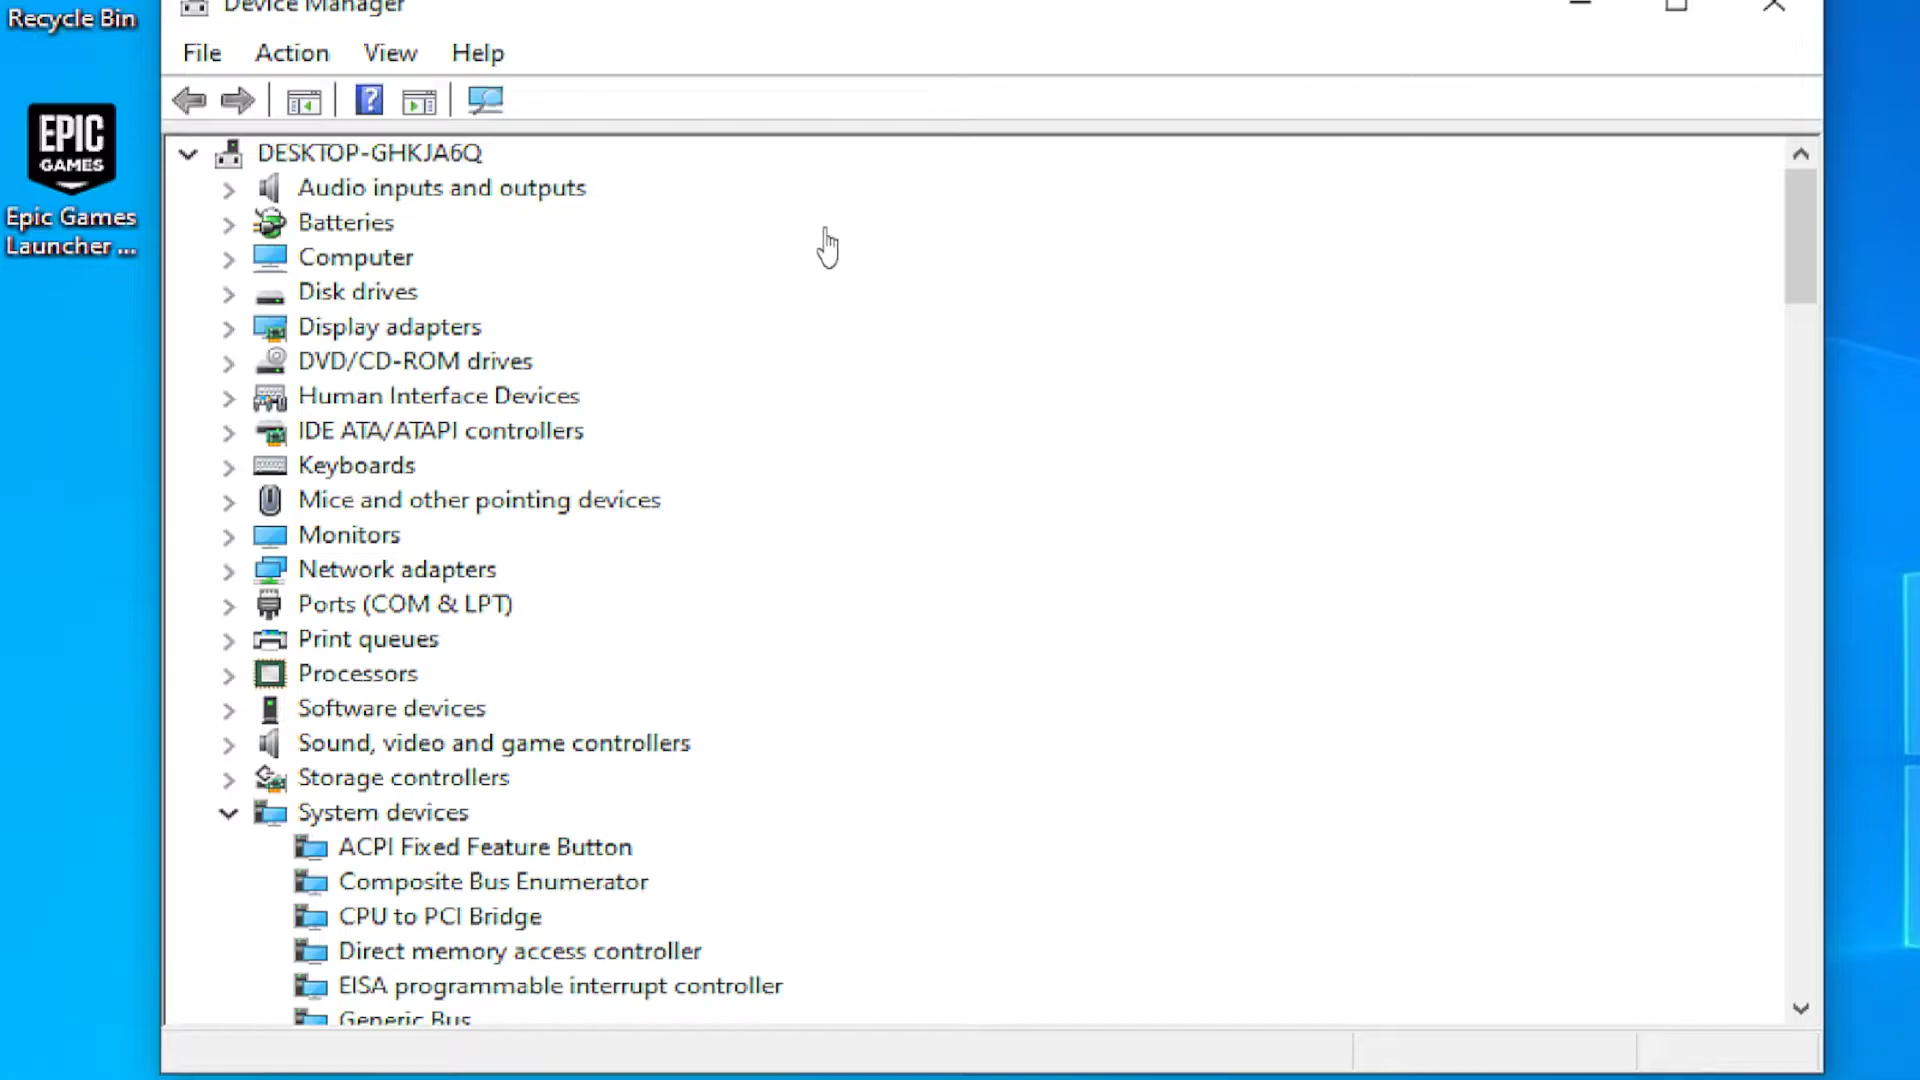 Recycle Bin
Device Manager
File Action View Help
EPIC
GAMES
Epic Games
Launcher ...
DESKTOP-GHKJA6Q
Audio inputs and outputs
Batteries
Computer
Disk drives
Display adapters
DVD/CD-ROM drives
Human Interface Devices
IDE ATA/ATAPI controllers
Keyboards
Mice and other pointing devices
Monitors
Network adapters
Ports (COM & LPT)
Print queues
Processors
Software devices
Sound, video and game controllers
Storage controllers
System devices
ACPI Fixed Feature Button
Composite Bus Enumerator
CPU to PCI Bridge
Direct memory access controller
EISA programmable interrupt controller
Generic Bus